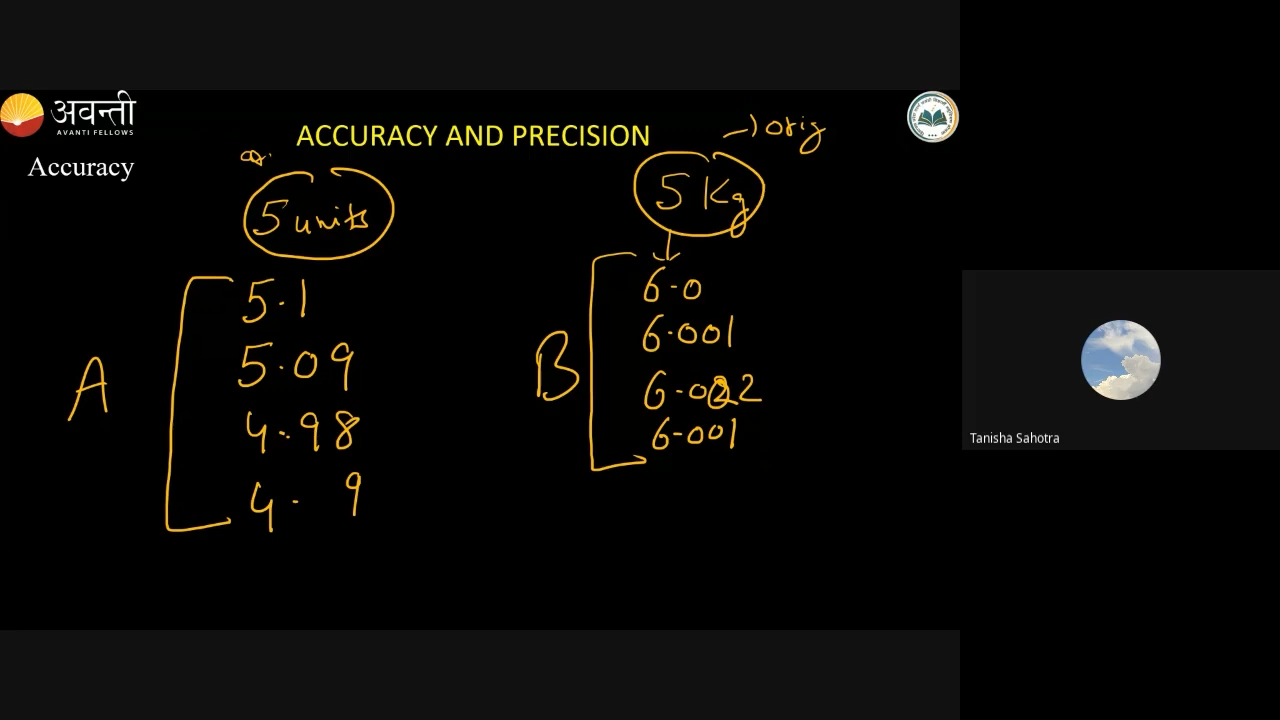 अवन्ती
AVANTI FELLOWS
ACCURACY AND PRECISION
Accuracy
orig
5 units
5 Kg
A
5.1
5.09
4.98
4. 9
B
6.0
6.001
6.022
6.001
Tanisha Sahotra